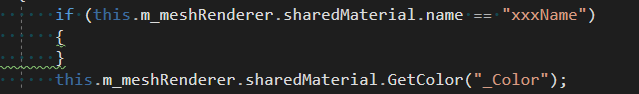 if (this.m_meshRenderer.sharedMaterial.name == "xxxName")
{
}
this.m_meshRenderer.sharedMaterial.GetColor("_Color");